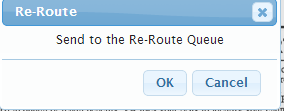 Re-Route
Send to the Re-Route Queue
OK
Cancel